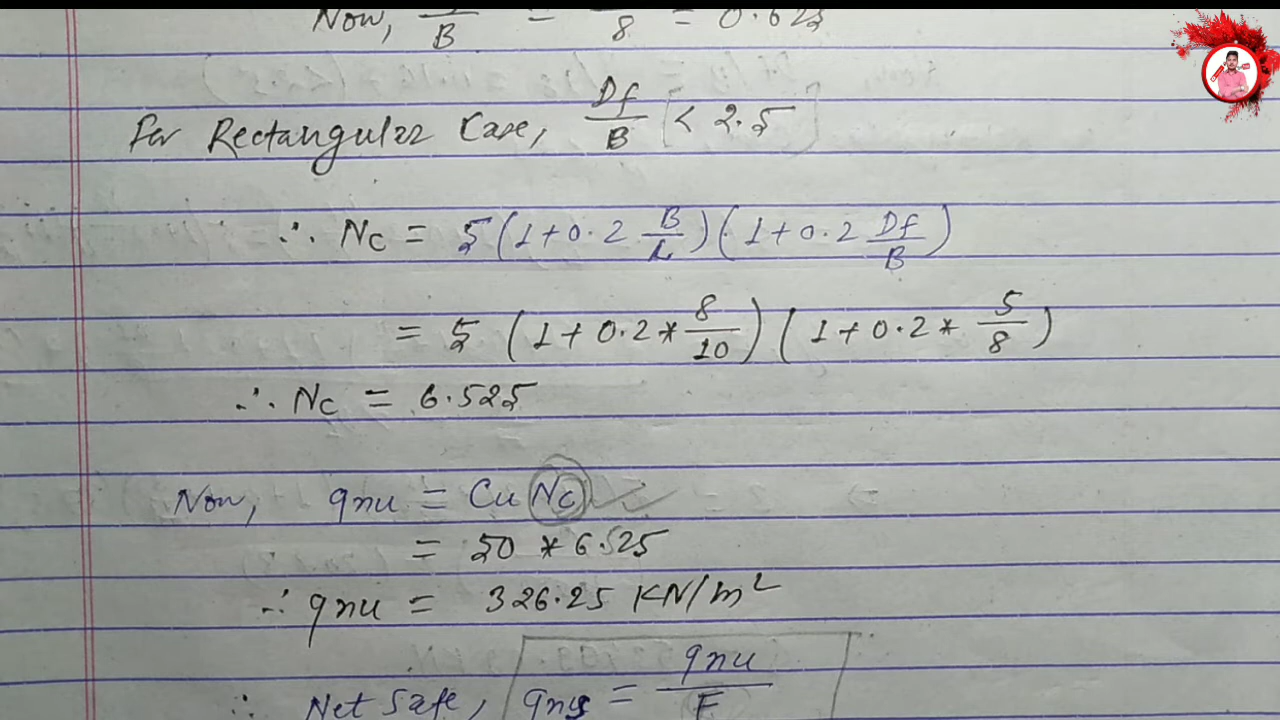 Now, /B = /8 = 0.625
For Rectangular Case, Df/B < 2.5
∴ Nc = 5(1+0.2 B/L)(1+0.2 Df/B)
= 5 (1+0.2*8/10)(1+0.2*5/8)
∴ Nc = 6.525
Now, qnu = Cu Nc
= 50 * 6.525
∴ qnu = 326.25 KN/m²
∴ Net Safe, qns = qnu/F